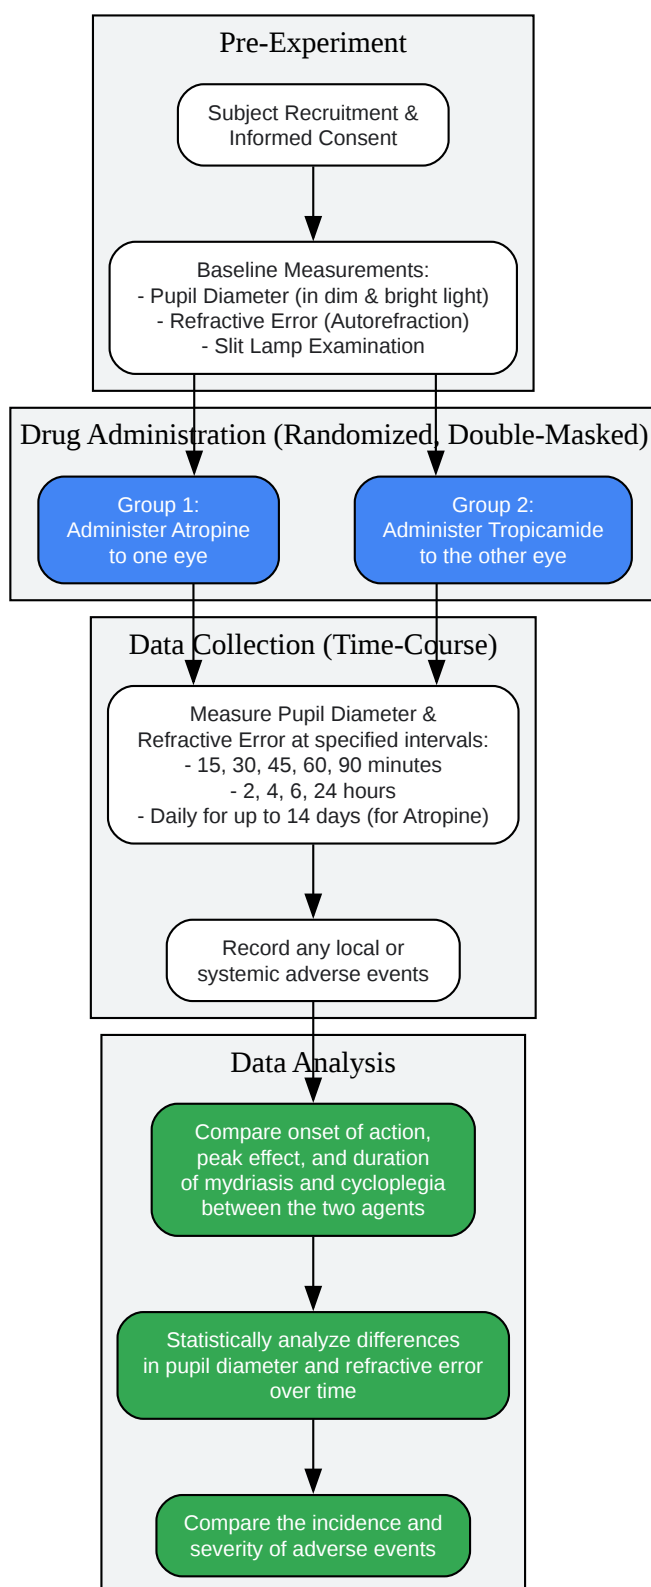 Pre-Experiment
Subject Recruitment &
Informed Consent
Baseline Measurements:
- Pupil Diameter (in dim & bright light)
- Refractive Error (Autorefraction)
- Slit Lamp Examination
Drug Administration (Randomized, Double-Masked)
Group 1:
Administer Atropine
to one eye
Group 2:
Administer Tropicamide
to the other eye
Data Collection (Time-Course)
Measure Pupil Diameter &
Refractive Error at specified intervals:
- 15, 30, 45, 60, 90 minutes
- 2, 4, 6, 24 hours
- Daily for up to 14 days (for Atropine)
Record any local or
systemic adverse events
Data Analysis
Compare onset of action,
peak effect, and duration
of mydriasis and cycloplegia
between the two agents
Statistically analyze differences
in pupil diameter and refractive error
over time
Compare the incidence and
severity of adverse events